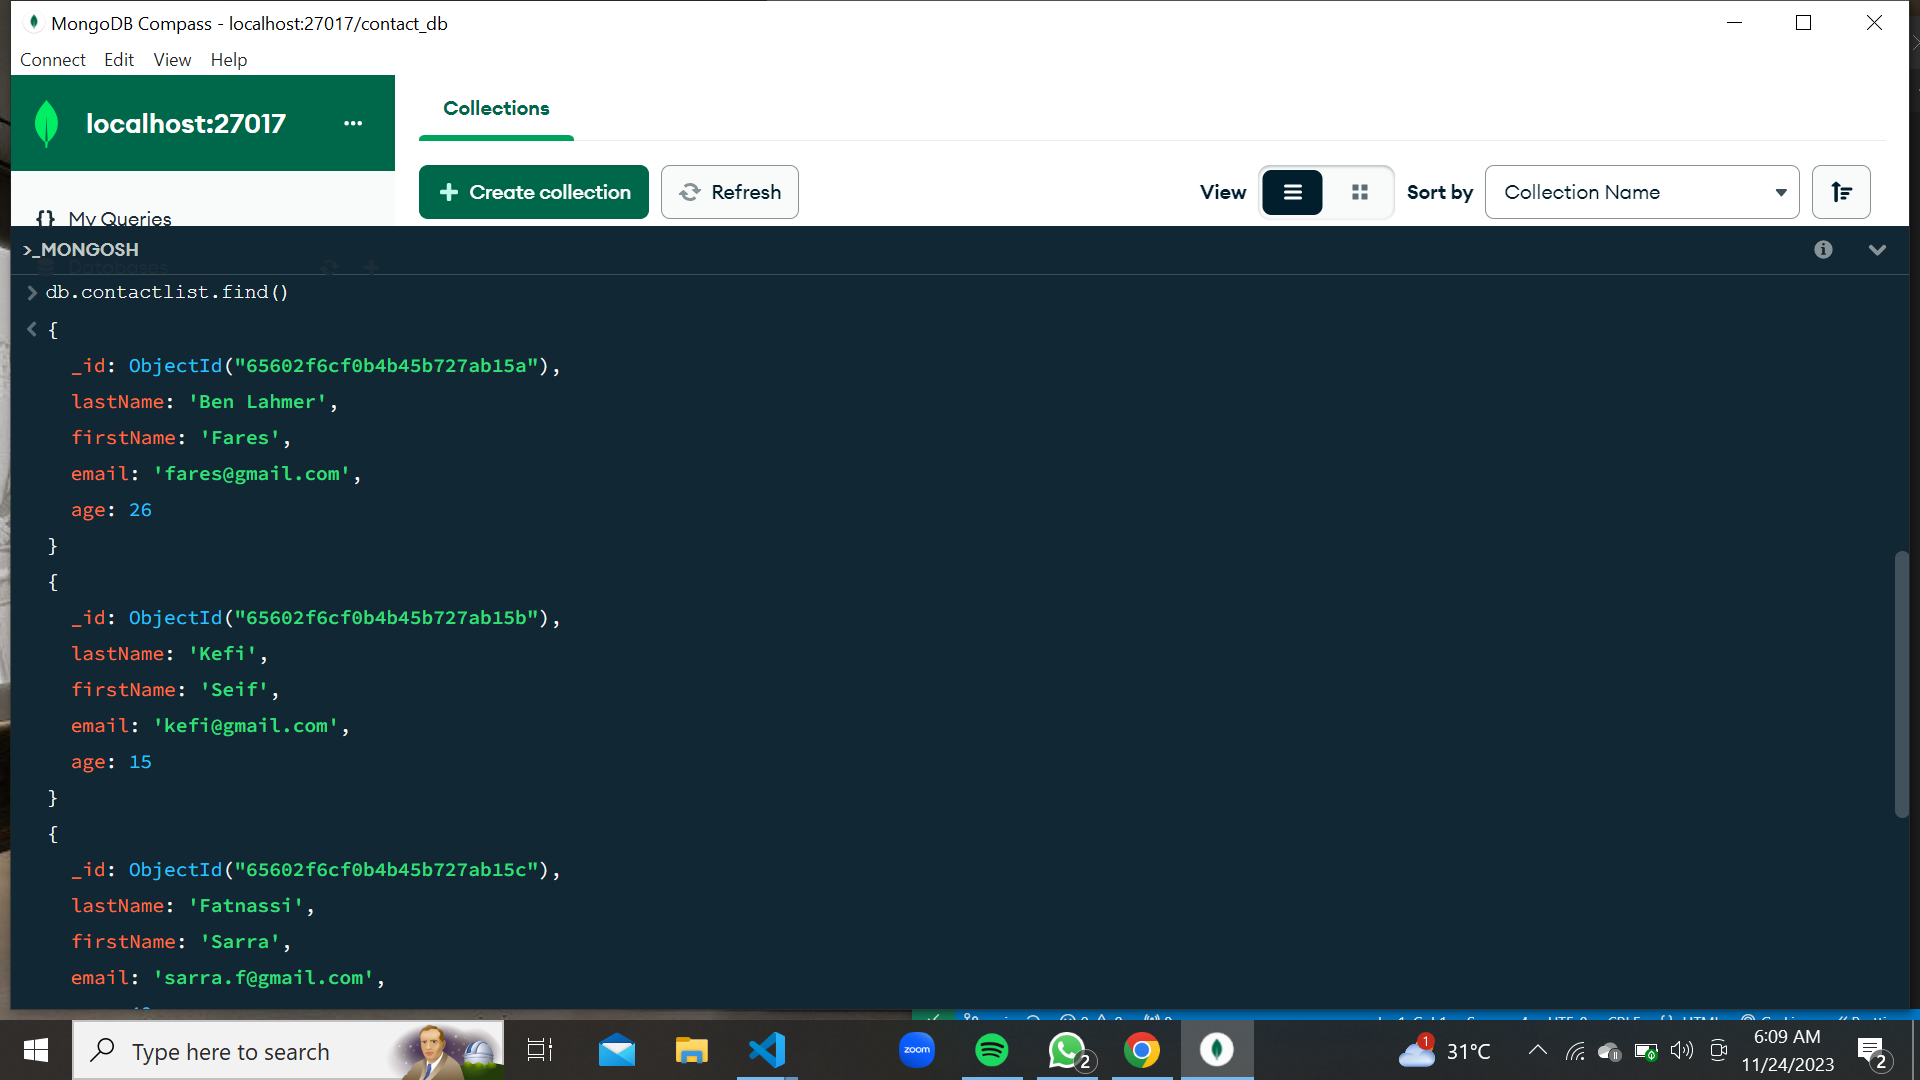 MongoDB Compass - localhost:27017/contact_db
Connect Edit View Help
localhost:27017 ...
Collections
+ Create collection Refresh View Sort by Collection Name
{} My Queries
>_MONGOSH
Databases
> db.contactlist.find()
< {
_id: ObjectId("65602f6cf0b4b45b727ab15a"),
lastName: 'Ben Lahmer',
firstName: 'Fares',
email: 'fares@gmail.com',
age: 26
}
{
_id: ObjectId("65602f6cf0b4b45b727ab15b"),
lastName: 'Kefi',
firstName: 'Seif',
email: 'kefi@gmail.com',
age: 15
}
{
_id: ObjectId("65602f6cf0b4b45b727ab15c"),
lastName: 'Fatnassi',
firstName: 'Sarra',
email: 'sarra.f@gmail.com',
Type here to search
zoom
2
1
31°C
6:09 AM
11/24/2023
2